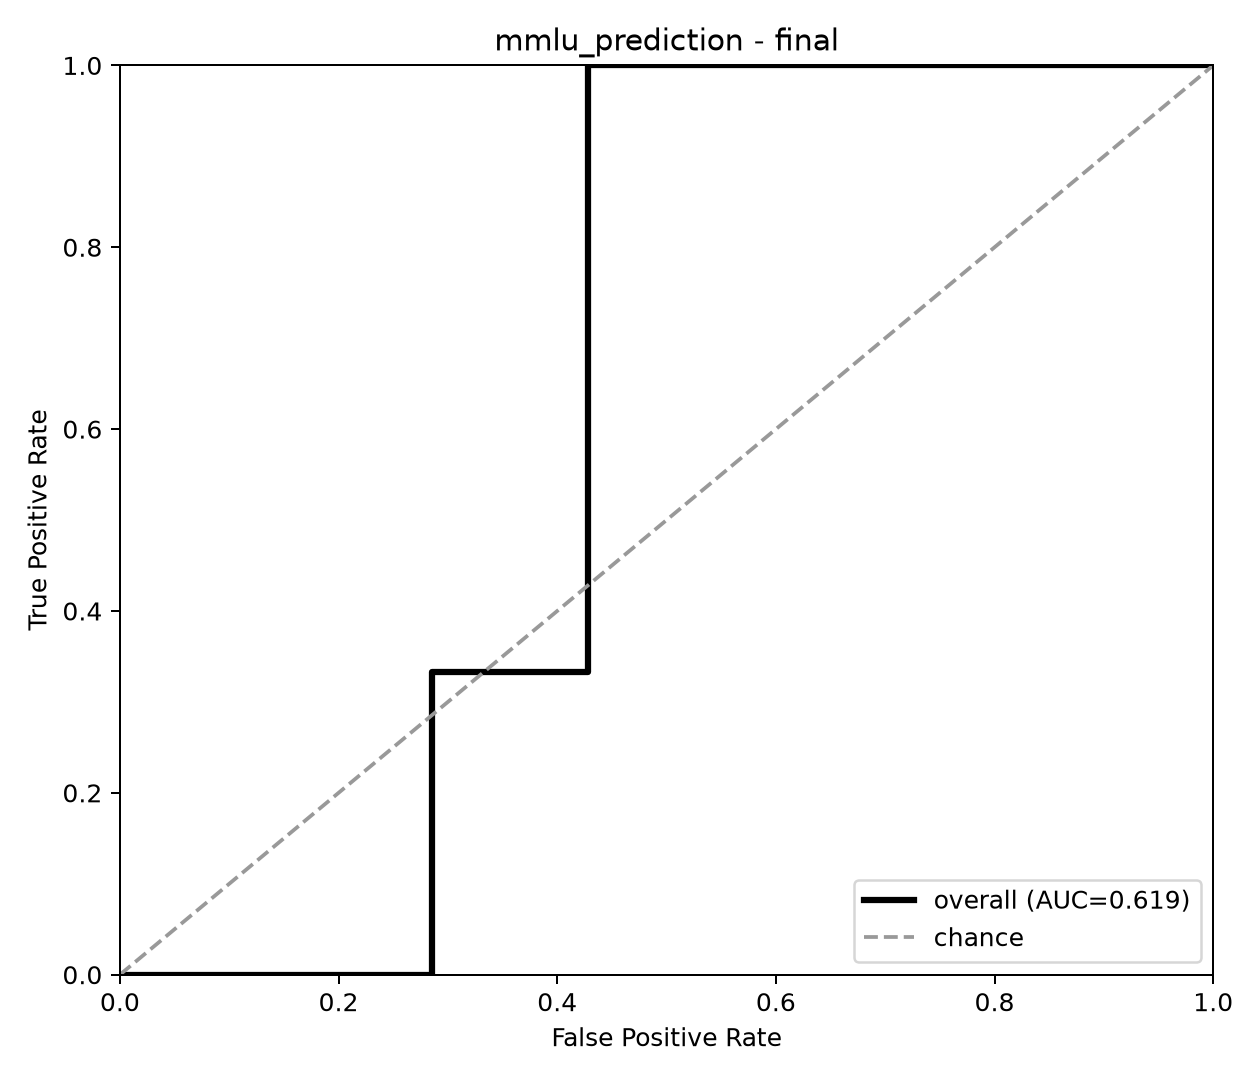 mmlu_prediction - final
1.0
0.8
0.6
0.4
0.2
0.0
True Positive Rate
overall (AUC=0.619)
chance
0.0 0.2 0.4 0.6 0.8 1.0
False Positive Rate